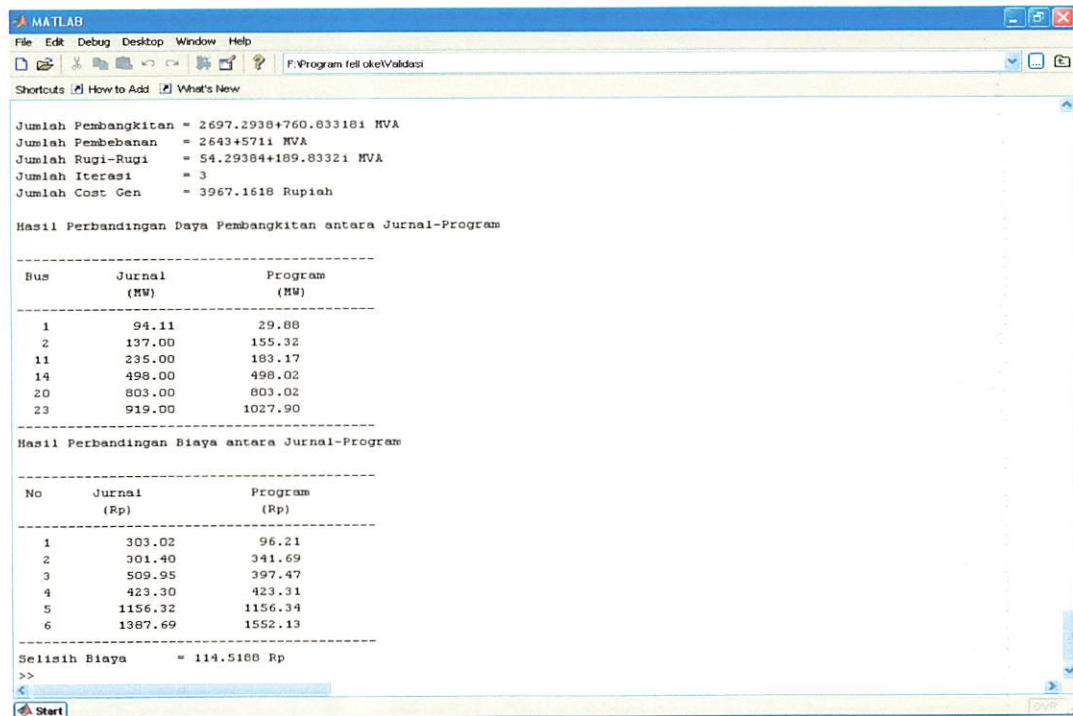 MATLAB
File Edit Debug Desktop Window Help
F:\Program fell oke\Validasi
Shortcuts How to Add What's New
Jumlah Pembangkitan = 2697.2938+760.83318i MVA
Jumlah Pembebanan = 2643+571i MVA
Jumlah Rugi-Rugi = 54.29384+189.8332i MVA
Jumlah Iterasi = 3
Jumlah Cost Gen = 3967.1618 Rupiah
Hasil Perbandingan Daya Pembangkitan antara Jurnal-Program
---------------------------------------------
Bus Jurnal Program
(MW) (MW)
---------------------------------------------
1 94.11 29.88
2 137.00 155.32
11 235.00 183.17
14 498.00 498.02
20 803.00 803.02
23 919.00 1027.90
---------------------------------------------
Hasil Perbandingan Biaya antara Jurnal-Program
---------------------------------------------
No Jurnal Program
(Rp) (Rp)
---------------------------------------------
1 303.02 96.21
2 301.40 341.69
3 509.95 397.47
4 423.30 423.31
5 1156.32 1156.34
6 1387.69 1552.13
---------------------------------------------
Selisih Biaya = 114.5188 Rp
>>
Start
OVR